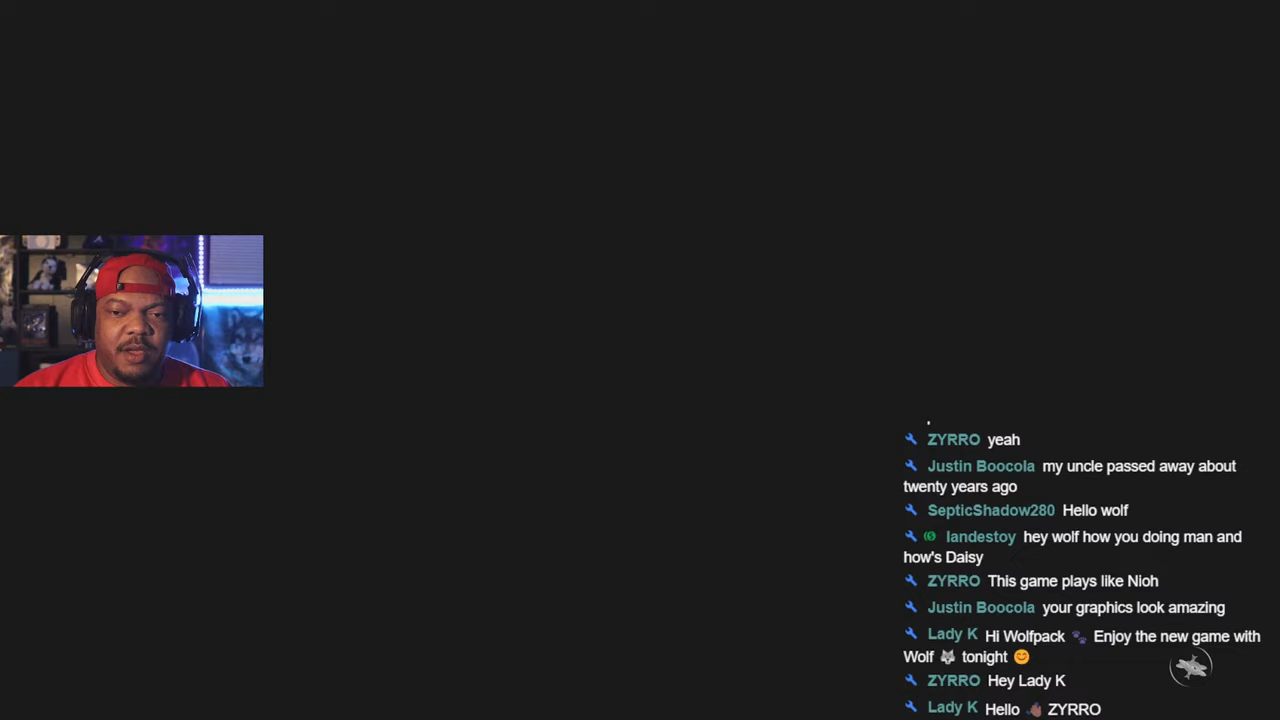 ZYRRO yeah
Justin Boocola my uncle passed away about
twenty years ago
SepticShadow280 Hello wolf
landestoy hey wolf how you doing man and
how's Daisy
ZYRRO This game plays like Nioh
Justin Boocola your graphics look amazing
Lady K Hi Wolfpack 🐾 Enjoy the new game with
Wolf 🐺 tonight 😊
ZYRRO Hey Lady K
Lady K Hello 👋🏾 ZYRRO